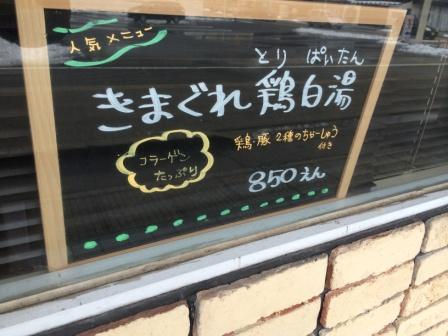 人気メニュー
とり ぱいたん
きまぐれ鶏白湯
鶏・豚 2種のちゃーしゅう
付き
コラーゲン
たっぷり
850えん